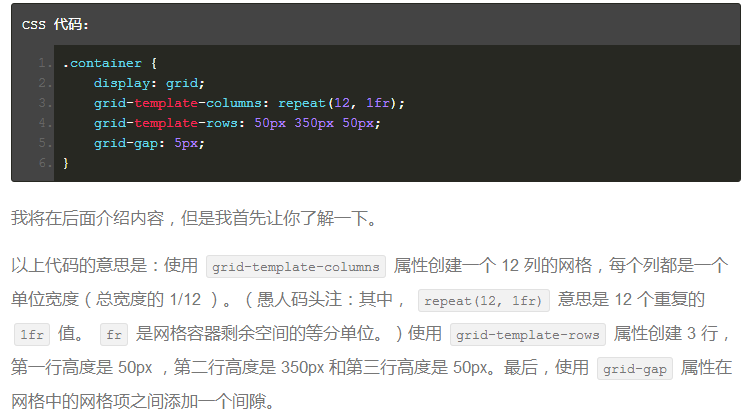 CSS 代码：
1. .container {
2. display: grid;
3. grid-template-columns: repeat(12, 1fr);
4. grid-template-rows: 50px 350px 50px;
5. grid-gap: 5px;
6. }
我将在后面介绍内容，但是我首先让你了解一下。
以上代码的意思是：使用 grid-template-columns 属性创建一个 12 列的网格，每个列都是一个
单位宽度（总宽度的 1/12 ）。（愚人码头注：其中， repeat(12, 1fr) 意思是 12 个重复的
1fr 值。 fr 是网格容器剩余空间的等分单位。）使用 grid-template-rows 属性创建 3 行，
第一行高度是 50px ，第二行高度是 350px 和第三行高度是 50px。最后，使用 grid-gap 属性在
网格中的网格项之间添加一个间隙。